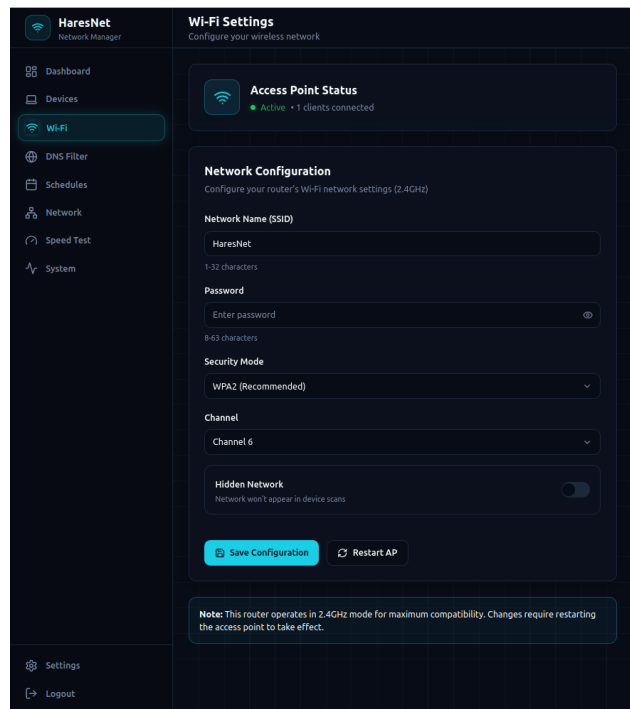 HaresNet
Network Manager
Dashboard
Devices
Wi-Fi
DNS Filter
Schedules
Network
Speed Test
System
Settings
Logout
Wi-Fi Settings
Configure your wireless network
Access Point Status
Active • 1 clients connected
Network Configuration
Configure your router's Wi-Fi network settings (2.4GHz)
Network Name (SSID)
HaresNet
1-32 characters
Password
Enter password
8-63 characters
Security Mode
WPA2 (Recommended)
Channel
Channel 6
Hidden Network
Network won't appear in device scans
Save Configuration
Restart AP
Note: This router operates in 2.4GHz mode for maximum compatibility. Changes require restarting
the access point to take effect.